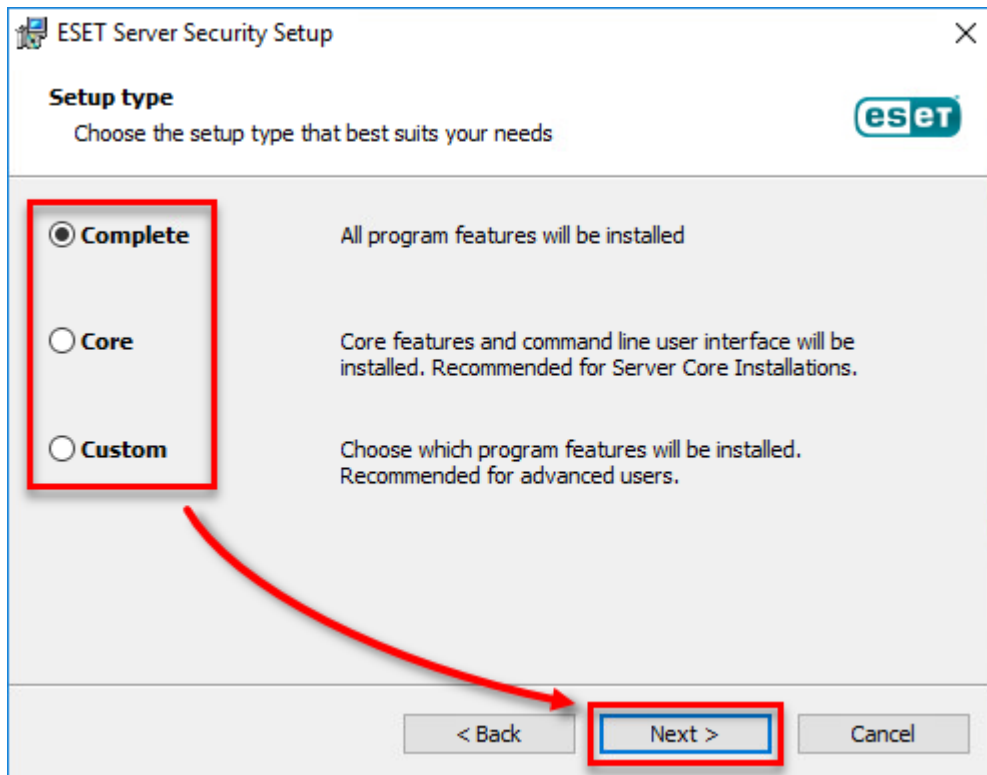 ESET Server Security Setup
Setup type
Choose the setup type that best suits your needs
eseT
Complete
All program features will be installed
Core
Core features and command line user interface will be
installed. Recommended for Server Core Installations.
Custom
Choose which program features will be installed.
Recommended for advanced users.
< Back
Next >
Cancel